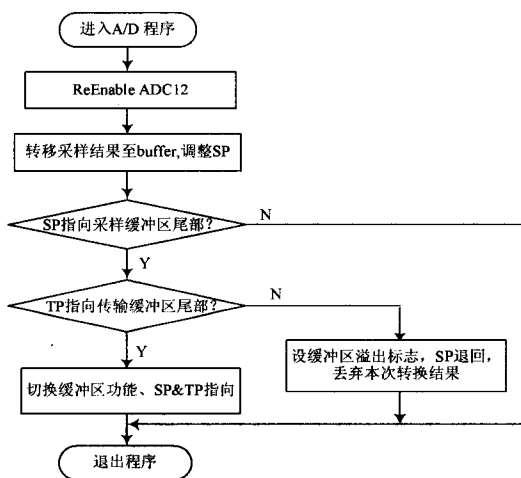 进入A/D 程序
ReEnable ADC12
转移采样结果至buffer,调整SP
SP指向采样缓冲区尾部？
N
Y
TP指向传输缓冲区尾部？
N
Y
设缓冲区溢出标志，SP退回，
丢弃本次转换结果
切换缓冲区功能、SP&TP指向
退出程序